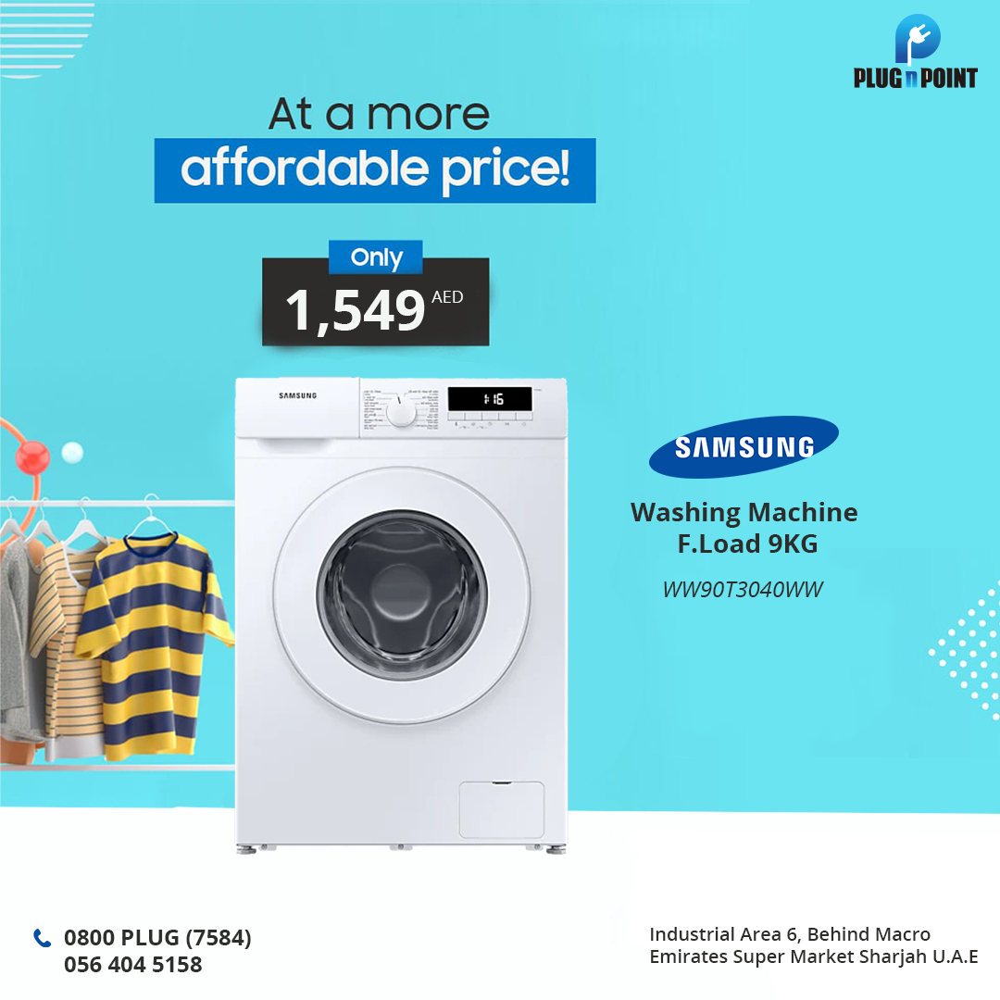 PLUG n POINT
At a more
affordable price!
Only
1,549 AED
SAMSUNG
1:16
SAMSUNG
Washing Machine
F.Load 9KG
WW90T3040WW
0800 PLUG (7584)
056 404 5158
Industrial Area 6, Behind Macro
Emirates Super Market Sharjah U.A.E